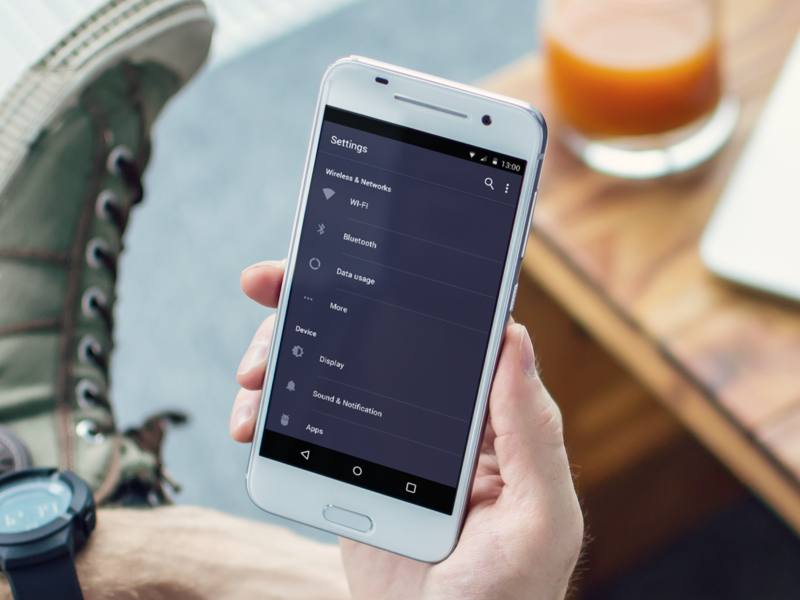 13:00
Settings
Wireless & Networks
Wi-Fi
Bluetooth
Data usage
More
Device
Display
Sound & Notification
Apps